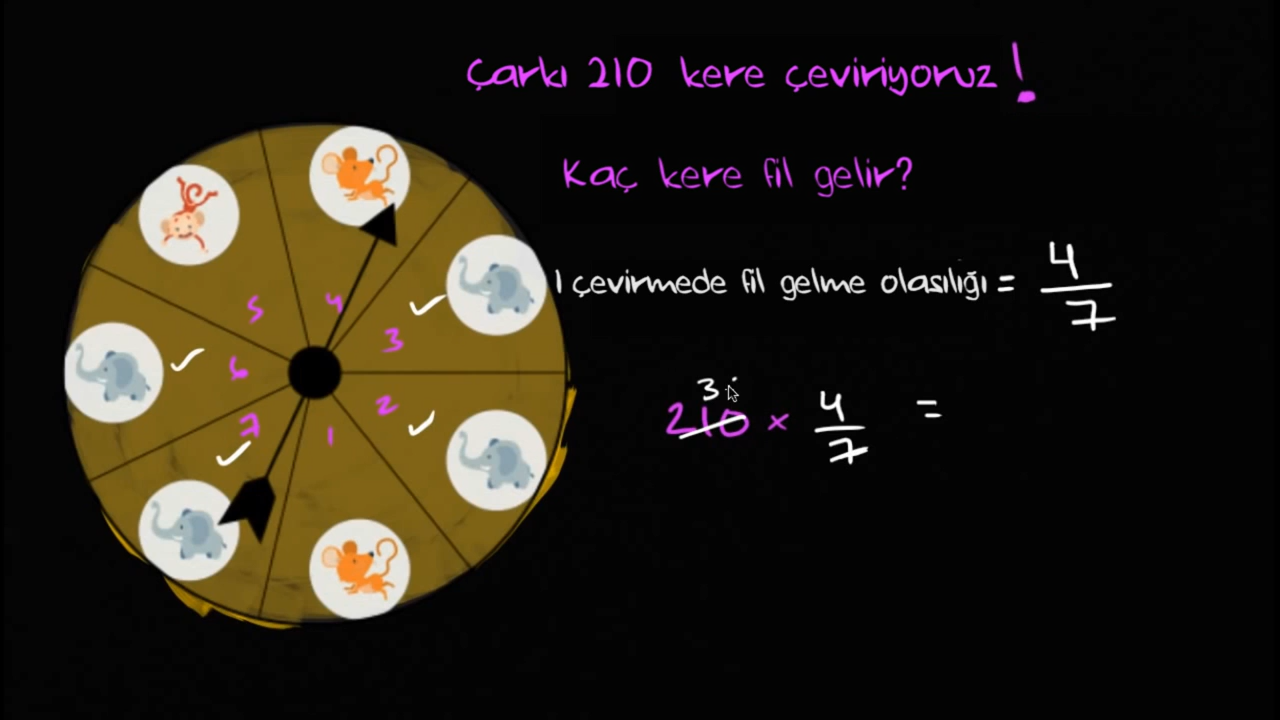 Çarkı 210 kere çeviriyoruz!
Kaç kere fil gelir?
1 çevirmede fil gelme olasılığı = 4/7
3
210 x 4/7 =
5 4
3
6
2
7 1